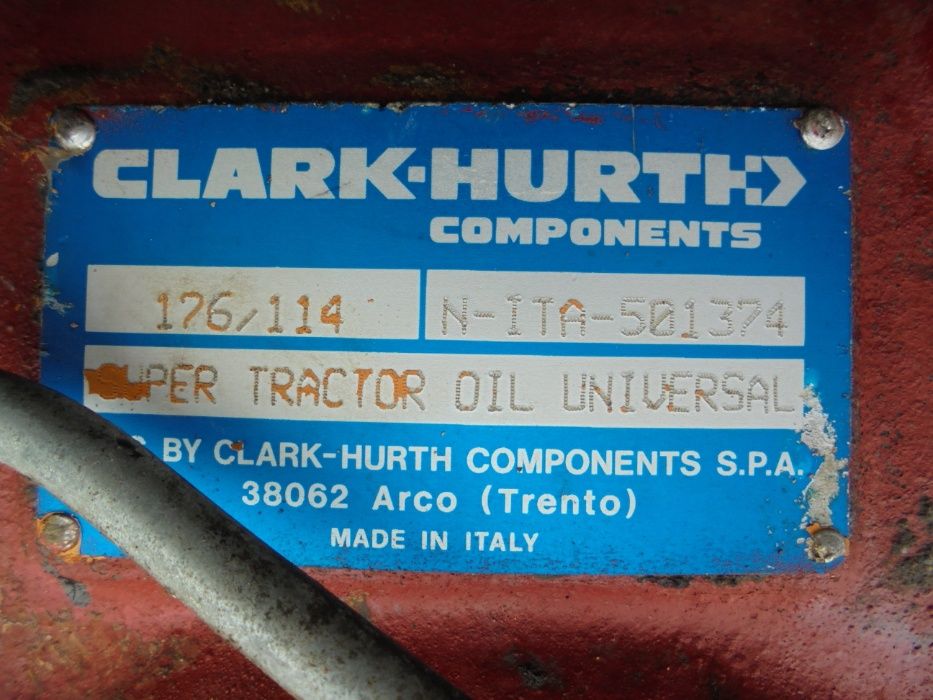 CLARK-HURTH
COMPONENTS
176/114 N-ITA-501374
SUPER TRACTOR OIL UNIVERSAL
BY CLARK-HURTH COMPONENTS S.P.A.
38062 Arco (Trento)
MADE IN ITALY